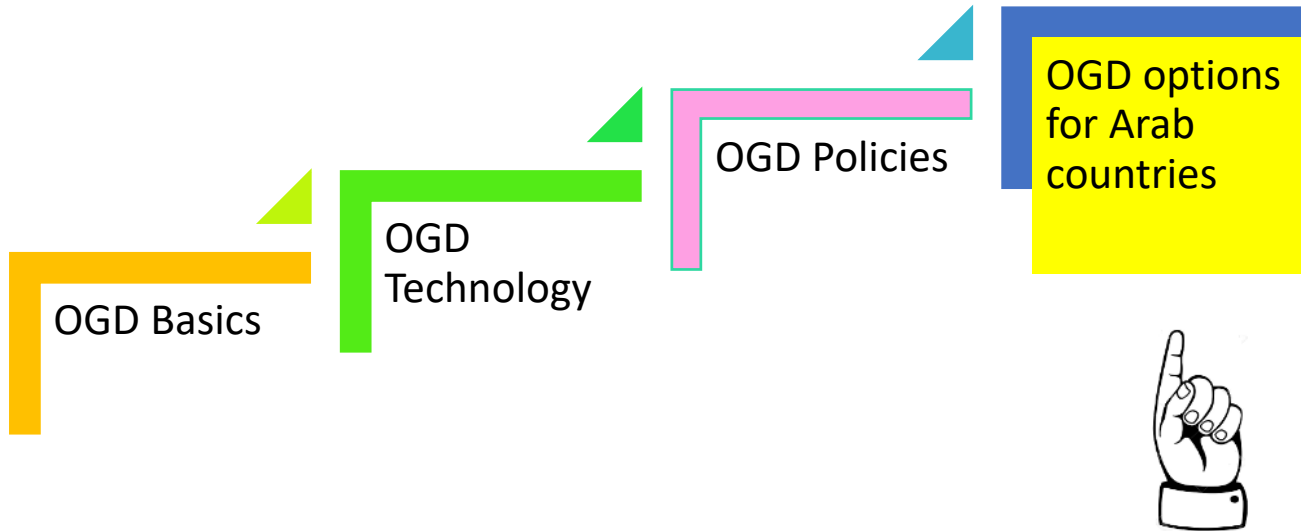 OGD Basics
OGD
Technology
OGD Policies
OGD options
for Arab
countries